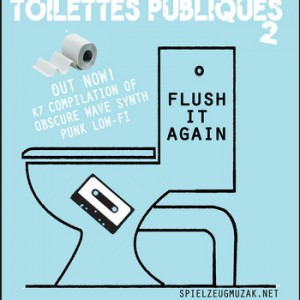 TOILETTES PUBLIQUES
2
OUT NOW!
K7 COMPILATION OF
OBSCURE WAVE SYNTH
PUNK LOW-FI
FLUSH
IT
AGAIN
SPIELZEUGMUZAK.NET